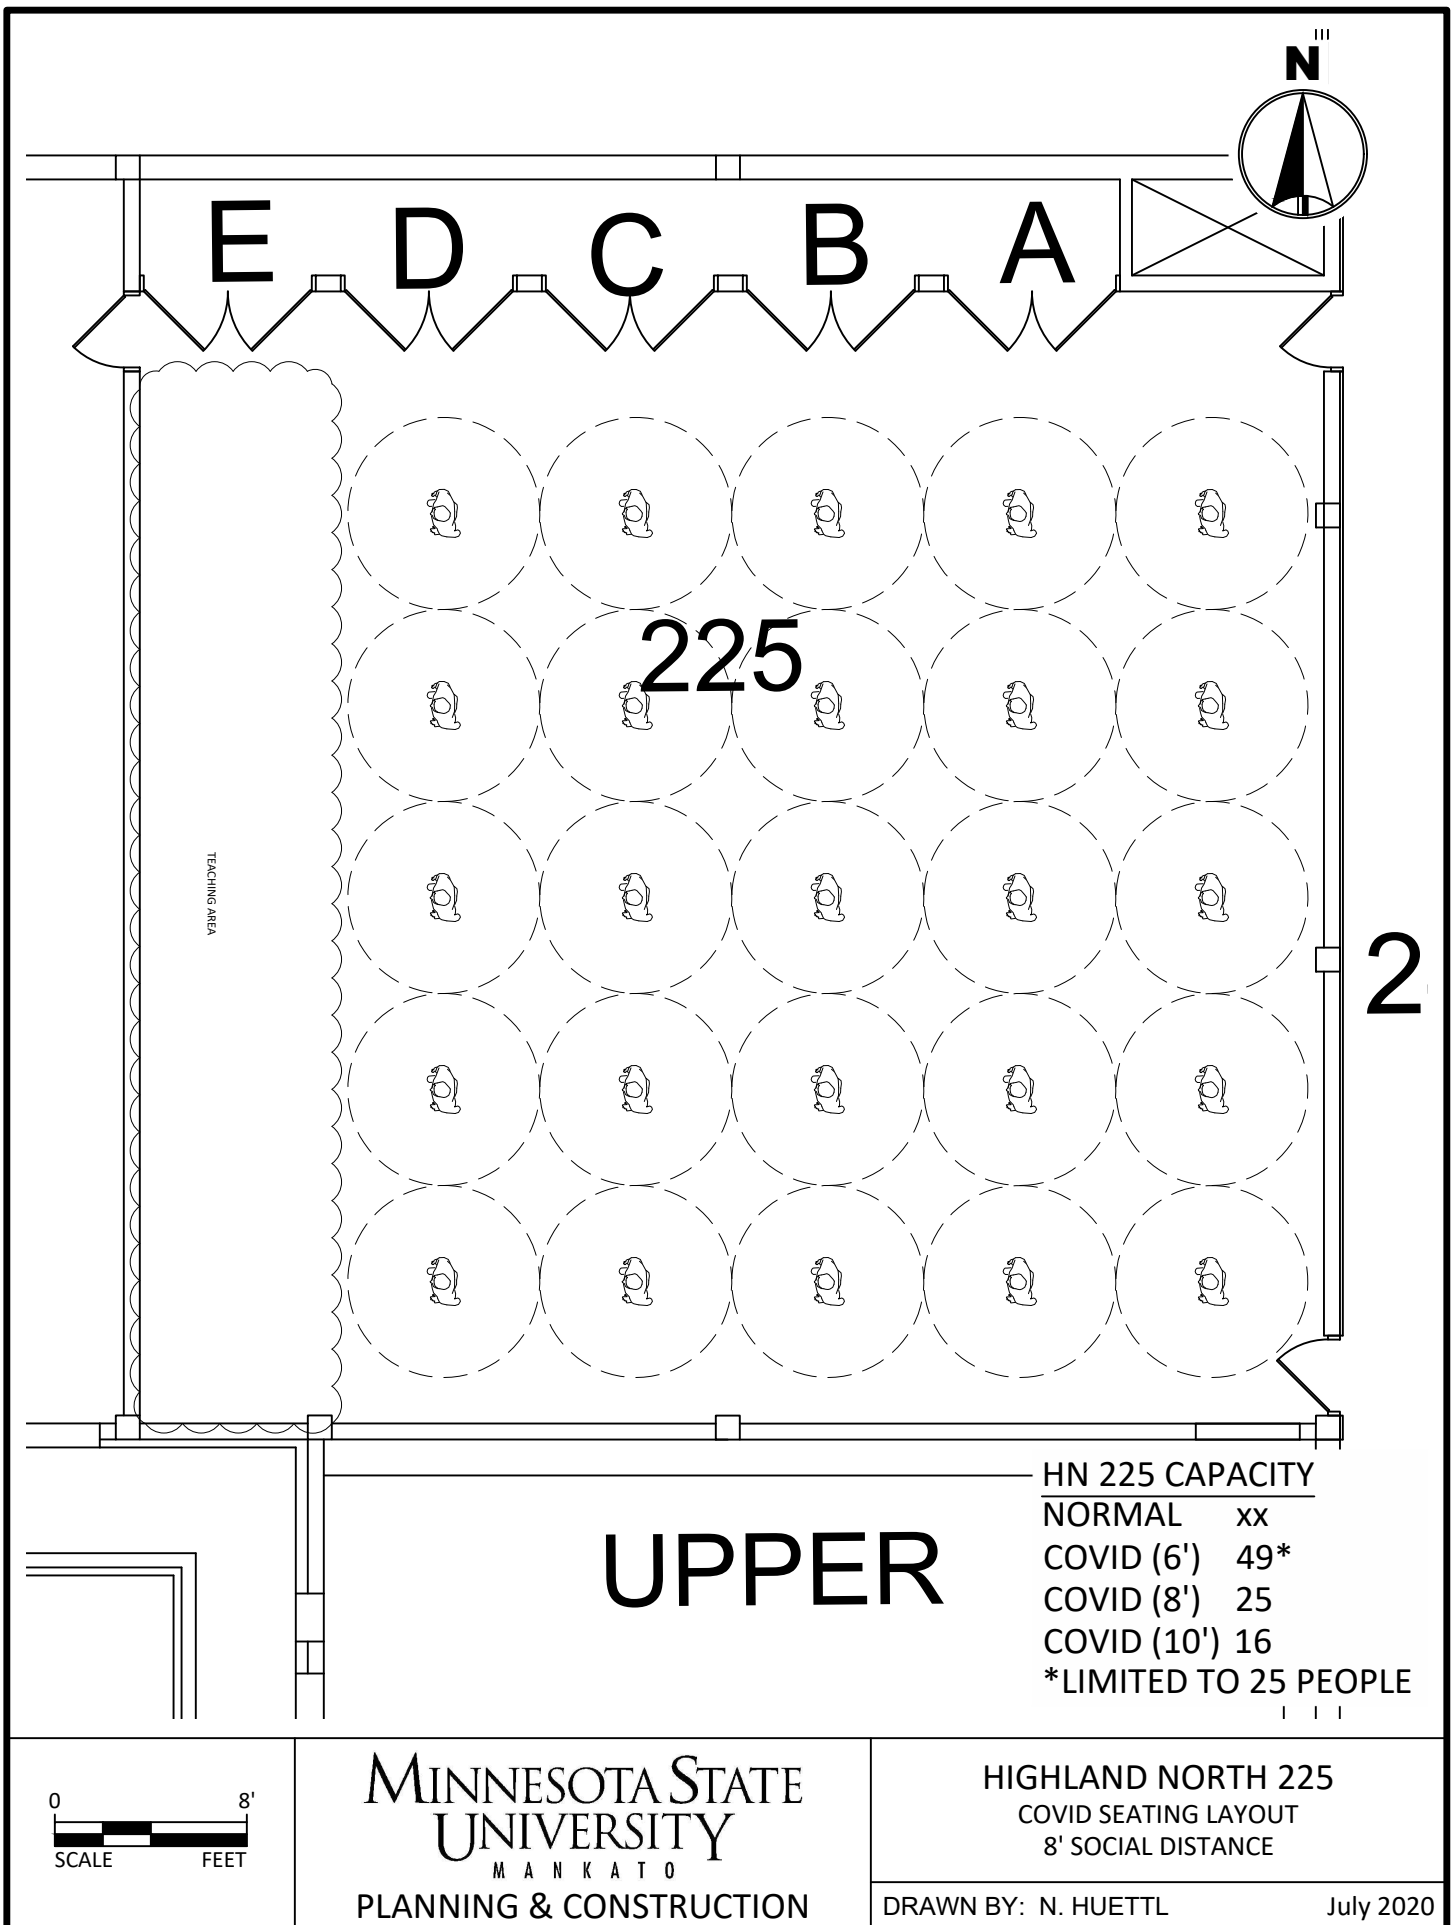 N
E D C B A
225
TEACHING AREA
2
UPPER
HN 225 CAPACITY
NORMAL xx
COVID (6') 49*
COVID (8') 25
COVID (10') 16
*LIMITED TO 25 PEOPLE
0 8'
SCALE FEET
MINNESOTA STATE
UNIVERSITY
MANKATO
PLANNING & CONSTRUCTION
HIGHLAND NORTH 225
COVID SEATING LAYOUT
8' SOCIAL DISTANCE
DRAWN BY: N. HUETTL July 2020